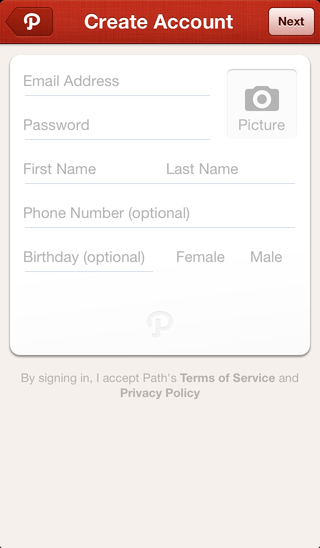 Create Account
Next
Email Address
Picture
Password
First Name
Last Name
Phone Number (optional)
Birthday (optional)
Female
Male
By signing in, I accept Path's Terms of Service and
Privacy Policy